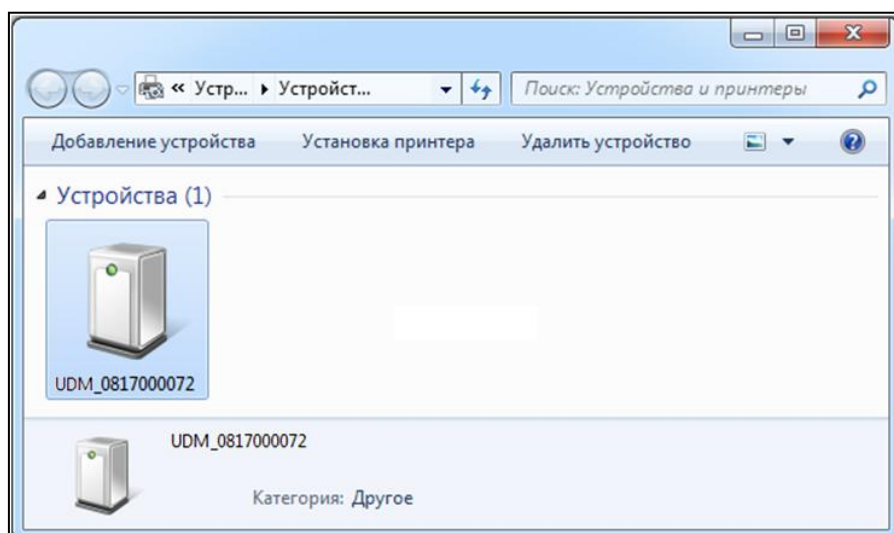 « Устр... Устройст... Поиск: Устройства и принтеры
Добавление устройства Установка принтера Удалить устройство
Устройства (1)
UDM_0817000072
UDM_0817000072
Категория: Другое